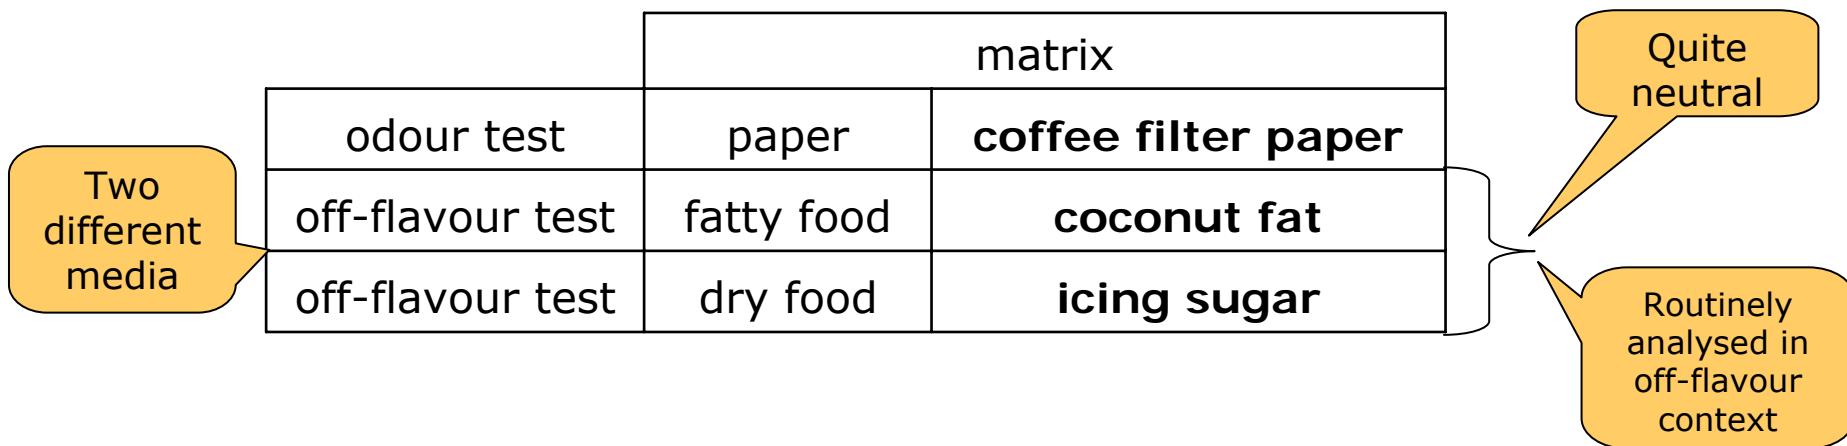 matrix
odour test paper coffee filter paper
off-flavour test fatty food coconut fat
off-flavour test dry food icing sugar
Two
different
media
Quite
neutral
Routinely
analysed in
off-flavour
context